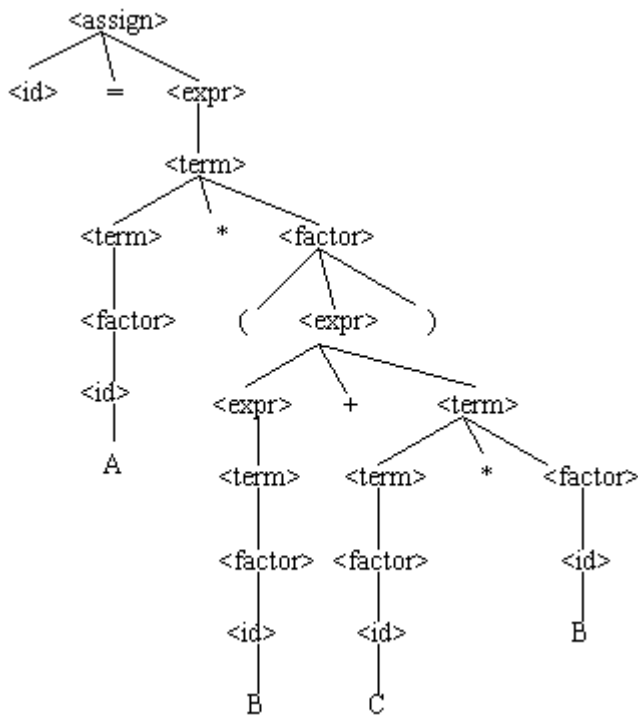 <assign>
<id> = <expr>
<term>
<term> * <factor>
<factor> ( <expr> )
<id> <expr> + <term>
A <term> <term> * <factor>
<factor> <factor> <id>
<id> <id> B
B C